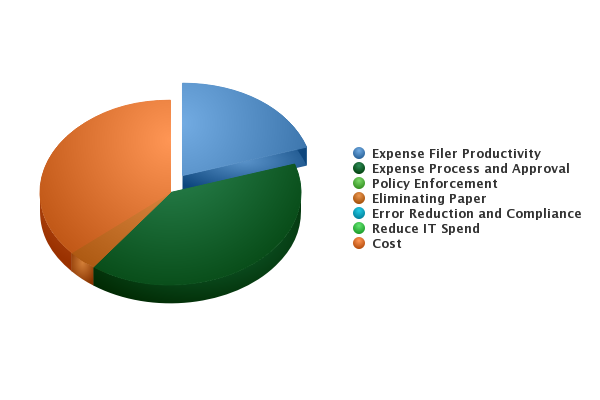 Expense Filer Productivity
Expense Process and Approval
Policy Enforcement
Eliminating Paper
Error Reduction and Compliance
Reduce IT Spend
Cost